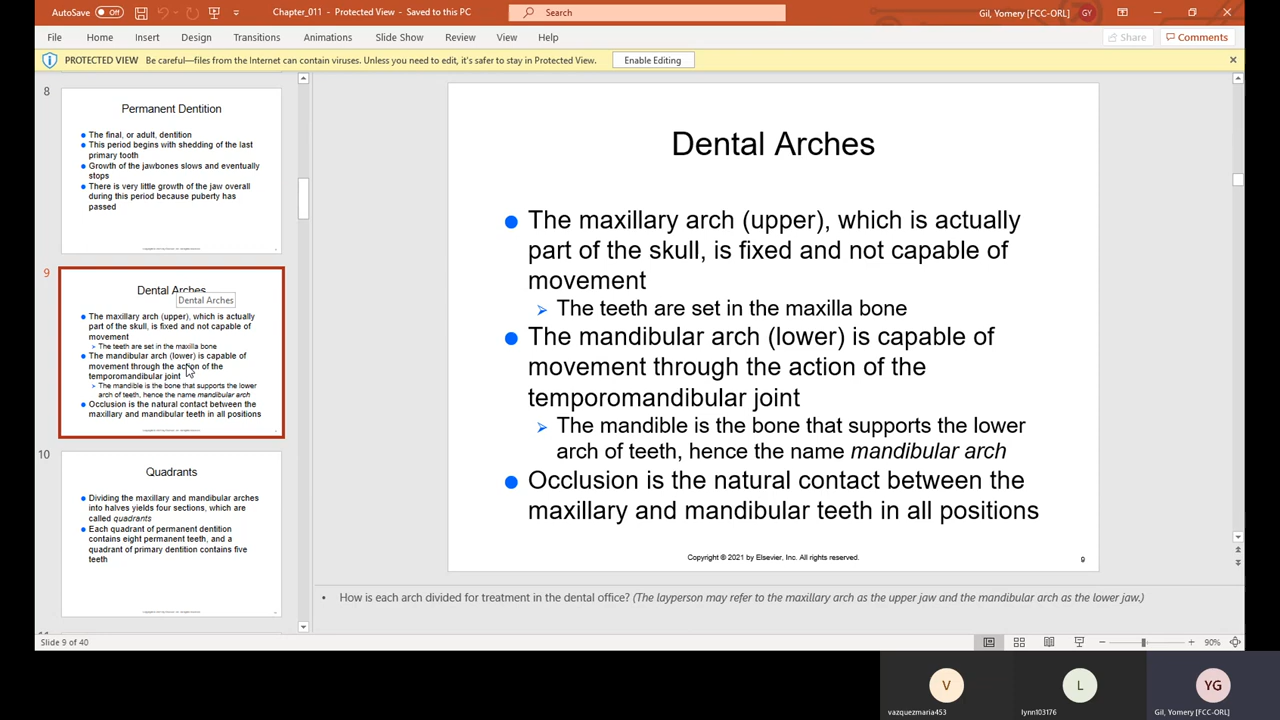 AutoSave Off
Chapter_011 - Protected View - Saved to this PC
Search
Gil, Yomery [FCC-ORL] GY
File Home Insert Design Transitions Animations Slide Show Review View Help
Share Comments
PROTECTED VIEW Be careful—files from the Internet can contain viruses. Unless you need to edit, it's safer to stay in Protected View. Enable Editing
8
Permanent Dentition
The final, or adult, dentition
This period begins with shedding of the last
primary tooth
Growth of the jawbones slows and eventually
stops
There is very little growth of the jaw overall
during this period because puberty has
passed
9
Dental Arches
Dental Arches
The maxillary arch (upper), which is actually
part of the skull, is fixed and not capable of
movement
The teeth are set in the maxilla bone
The mandibular arch (lower) is capable of
movement through the action of the
temporomandibular joint
The mandible is the bone that supports the lower
arch of teeth, hence the name mandibular arch
Occlusion is the natural contact between the
maxillary and mandibular teeth in all positions
10
Quadrants
Dividing the maxillary and mandibular arches
into halves yields four sections, which are
called quadrants
Each quadrant of permanent dentition
contains eight permanent teeth, and a
quadrant of primary dentition contains five
teeth
Dental Arches
The maxillary arch (upper), which is actually
part of the skull, is fixed and not capable of
movement
The teeth are set in the maxilla bone
The mandibular arch (lower) is capable of
movement through the action of the
temporomandibular joint
The mandible is the bone that supports the lower
arch of teeth, hence the name mandibular arch
Occlusion is the natural contact between the
maxillary and mandibular teeth in all positions
Copyright © 2021 by Elsevier, Inc. All rights reserved.
9
• How is each arch divided for treatment in the dental office? (The layperson may refer to the maxillary arch as the upper jaw and the mandibular arch as the lower jaw.)
Slide 9 of 40
90%
V
vazquezmaria453
L
lynn103176
YG
Gil, Yomery [FCC-ORL]